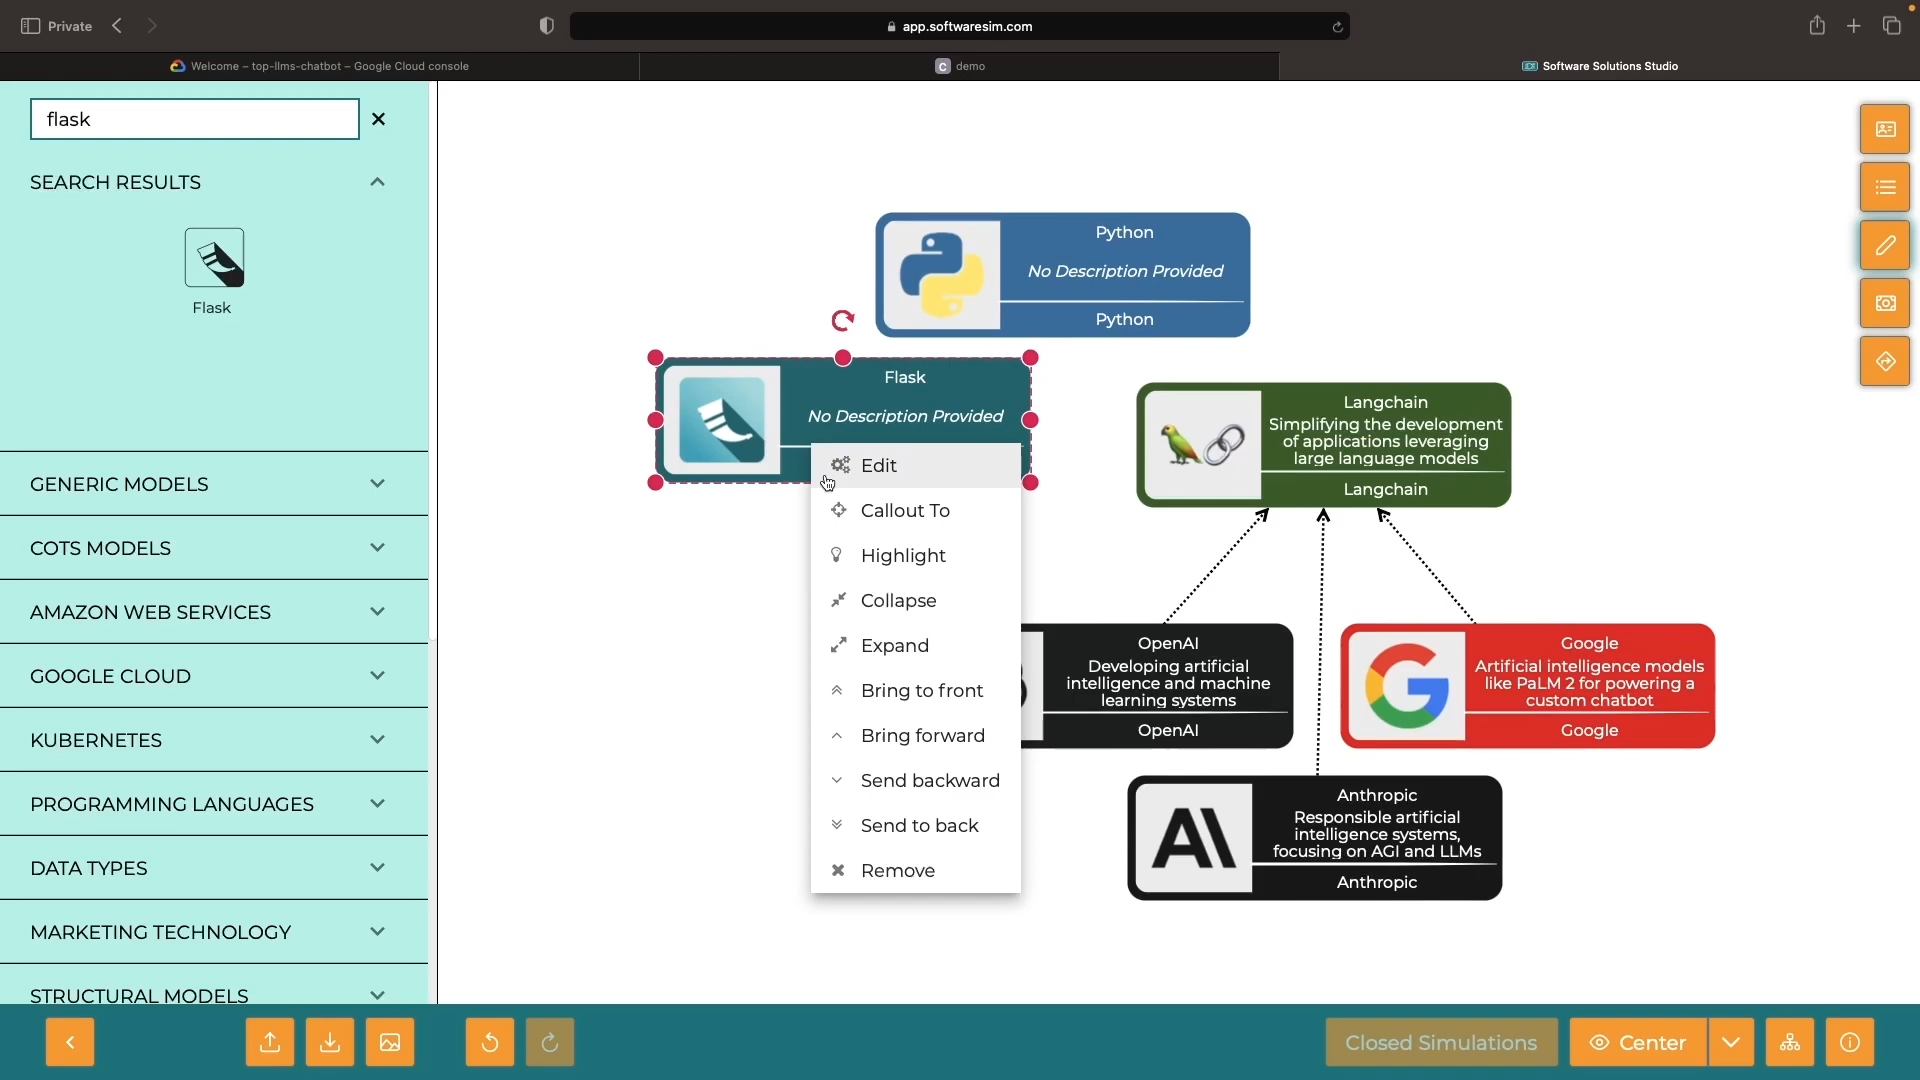 Private
app.softwaresim.com
Welcome – top-llms-chatbot – Google Cloud console
C demo
Software Solutions Studio
flask
SEARCH RESULTS
Flask
GENERIC MODELS
COTS MODELS
AMAZON WEB SERVICES
GOOGLE CLOUD
KUBERNETES
PROGRAMMING LANGUAGES
DATA TYPES
MARKETING TECHNOLOGY
STRUCTURAL MODELS
Python
No Description Provided
Python
Flask
No Description Provided
Edit
Callout To
Highlight
Collapse
Expand
Bring to front
Bring forward
Send backward
Send to back
Remove
Langchain
Simplifying the development
of applications leveraging
large language models
Langchain
OpenAI
Developing artificial
intelligence and machine
learning systems
OpenAI
Google
Artificial intelligence models
like PaLM 2 for powering a
custom chatbot
Google
Anthropic
Responsible artificial
intelligence systems,
focusing on AGI and LLMs
Anthropic
Closed Simulations
Center